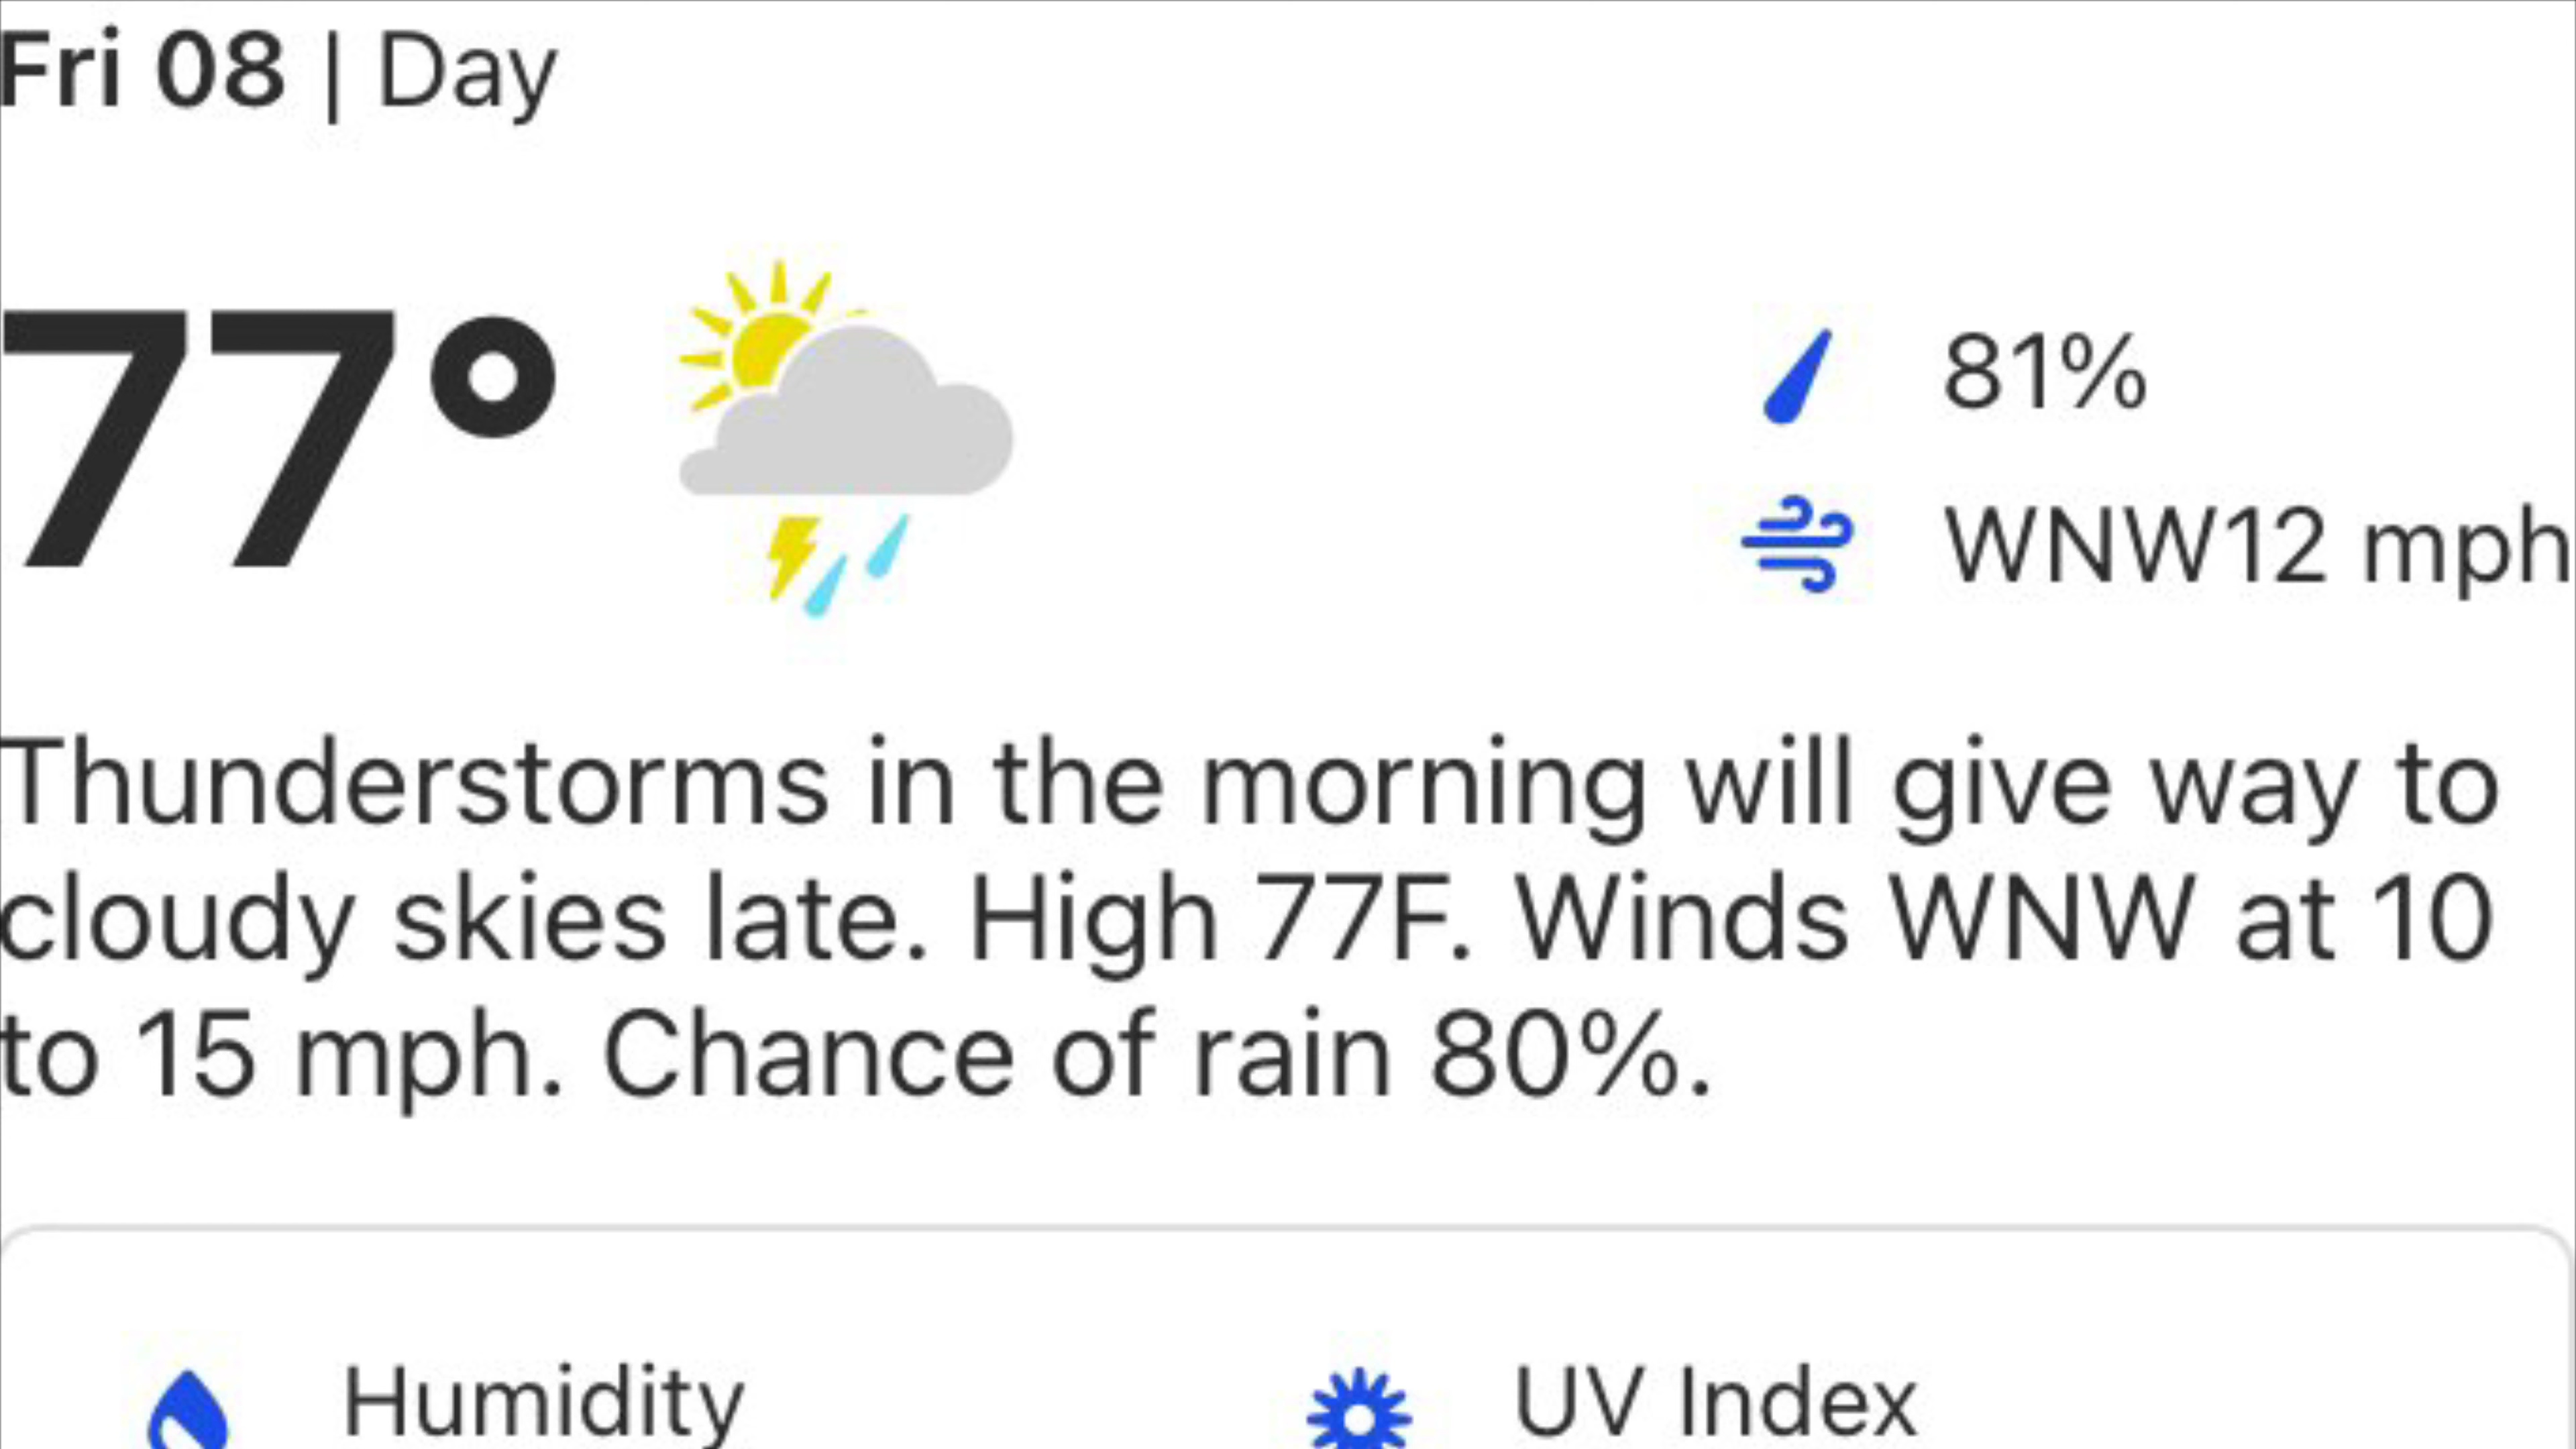 Fri 08 | Day
77°
81%
WNW12 mph
Thunderstorms in the morning will give way to
cloudy skies late. High 77F. Winds WNW at 10
to 15 mph. Chance of rain 80%.
Humidity
UV Index